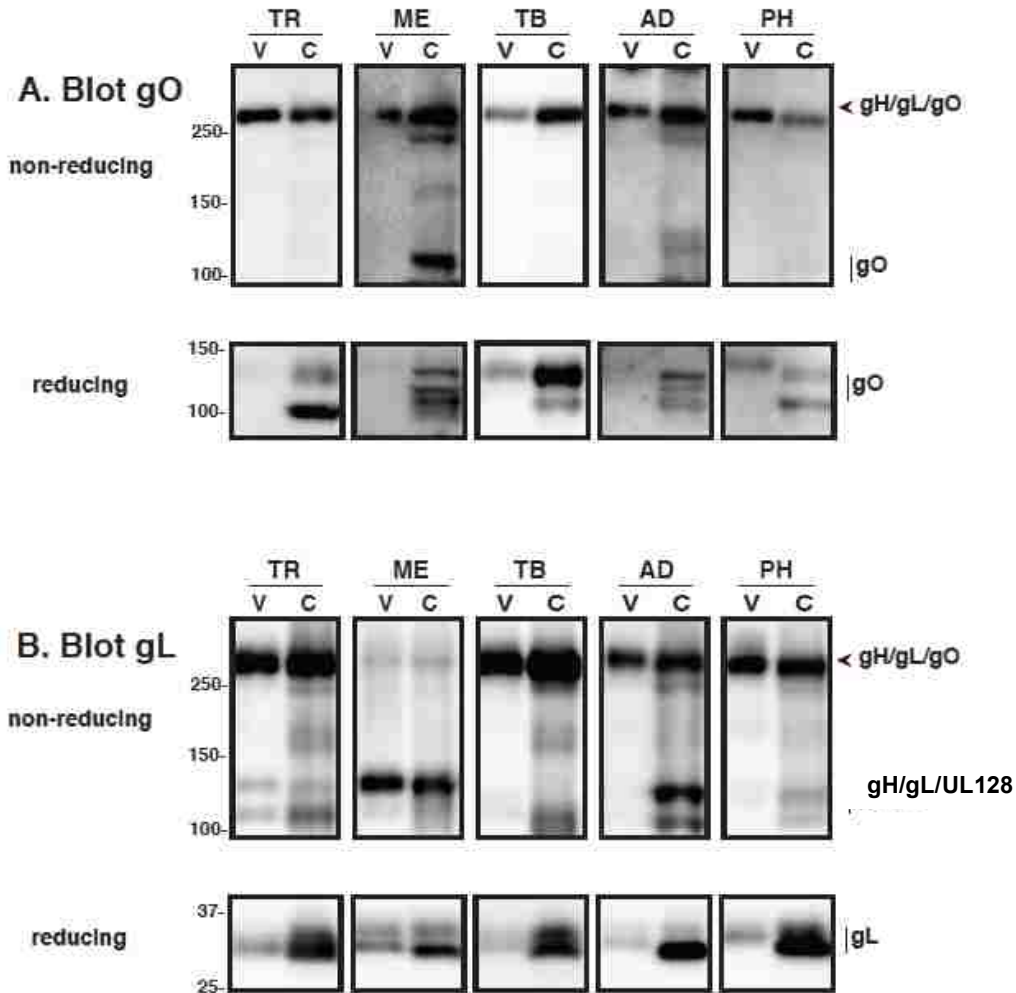 TR ME TB AD PH
V C V C V C V C V C
A. Blot gO
gH/gL/gO
250-
non-reducing
150-
100-
gO
150-
reducing
gO
100-
TR ME TB AD PH
V C V C V C V C V C
B. Blot gL
gH/gL/gO
250-
non-reducing
150-
gH/gL/UL128
100-
37-
reducing
gL
25-